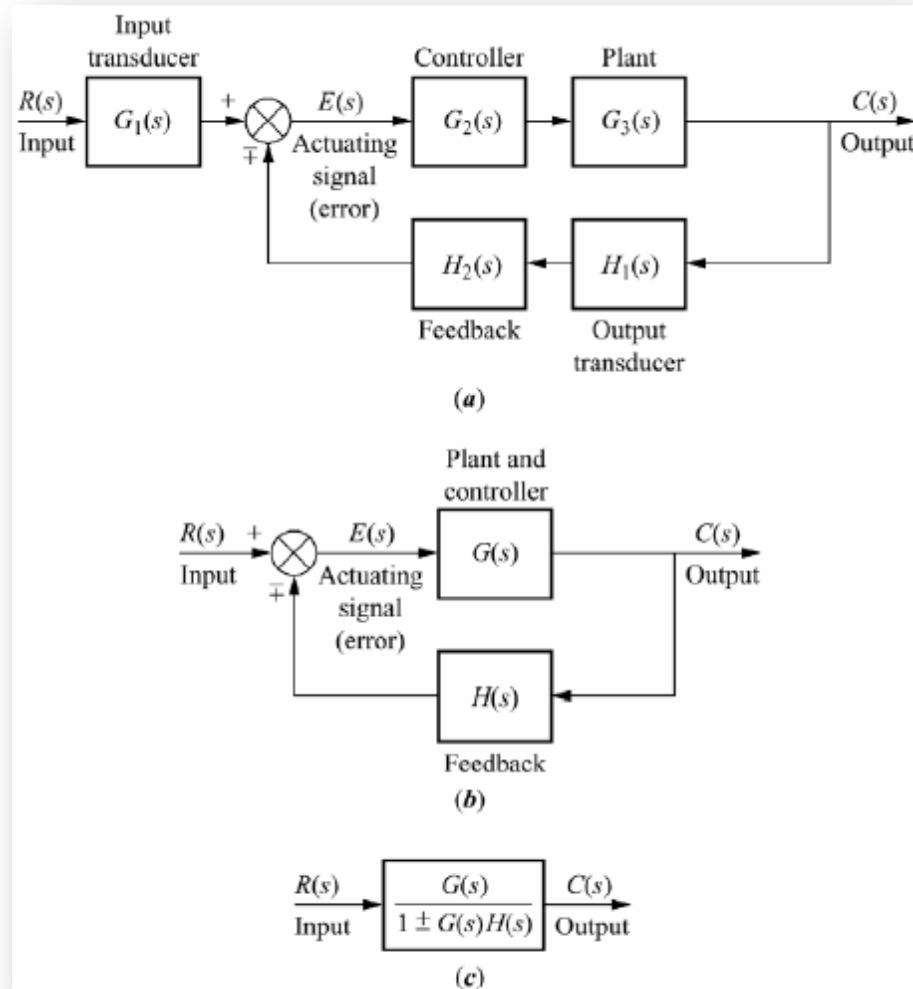 Input
transducer
Controller
Plant
R(s)
Input
G₁(s)
+
∓
E(s)
Actuating
signal
(error)
G₂(s)
G₃(s)
C(s)
Output
H₂(s)
Feedback
H₁(s)
Output
transducer
(a)
Plant and
controller
R(s)
Input
+
∓
E(s)
Actuating
signal
(error)
G(s)
C(s)
Output
H(s)
Feedback
(b)
R(s)
Input
G(s)
1 ± G(s)H(s)
C(s)
Output
(c)